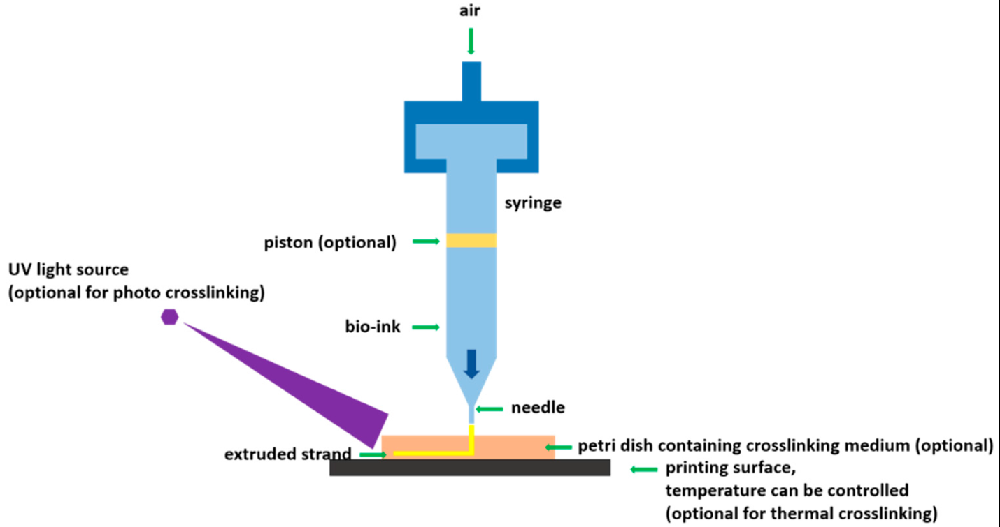 air
syringe
piston (optional)
UV light source
(optional for photo crosslinking)
bio-ink
needle
petri dish containing crosslinking medium (optional)
extruded strand
printing surface,
temperature can be controlled
(optional for thermal crosslinking)